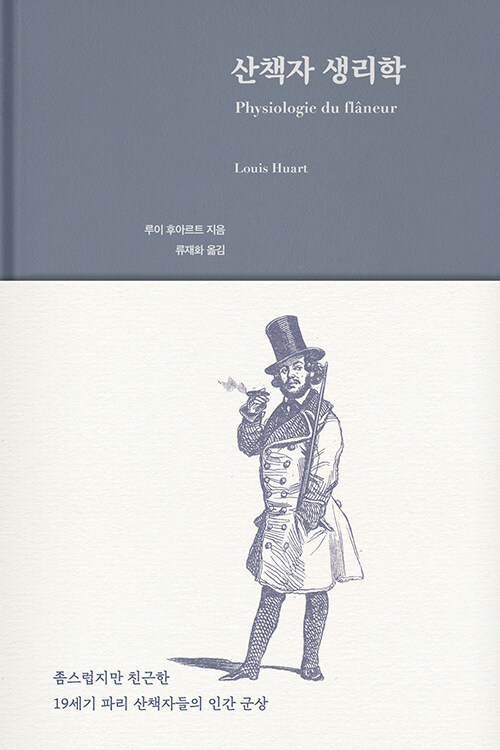 산책자 생리학
Physiologie du flâneur
Louis Huart
루이 후아르트 지음
류재화 옮김
좀스럽지만 친근한
19세기 파리 산책자들의 인간 군상